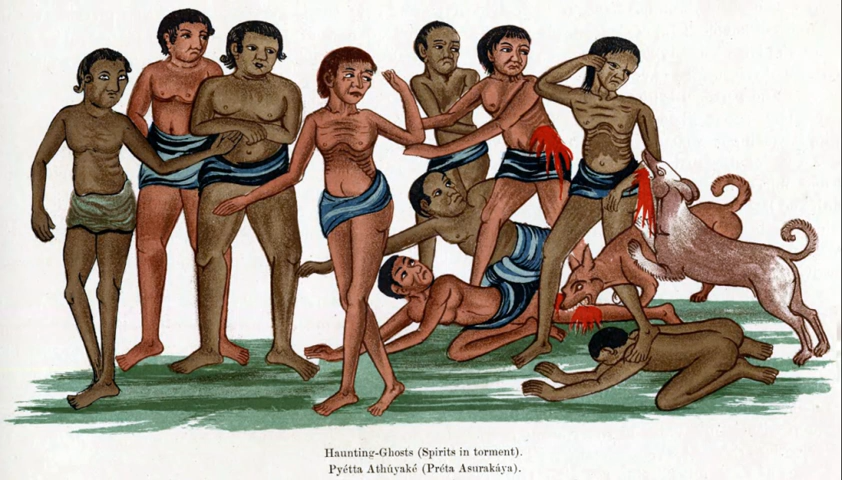 Haunting-Ghosts (Spirits in torment).
Pyétta Athúyaké (Préta Asurakáya).